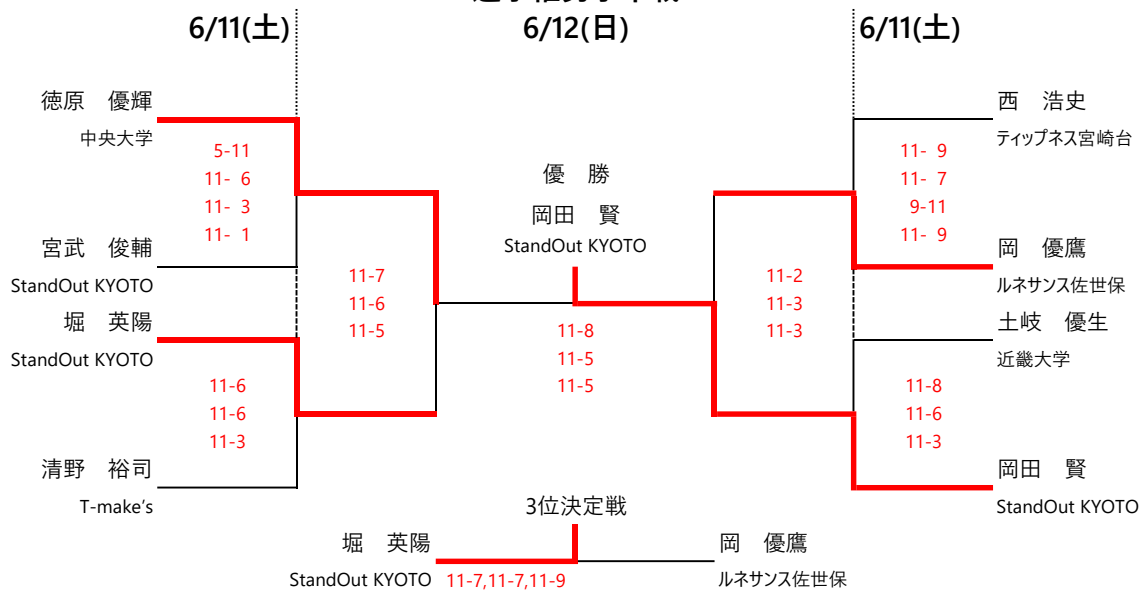 6/11(土)
6/12(日)
6/11(土)
徳原 優輝
中央大学
5-11
11- 6
11- 3
11- 1
宮武 俊輔
StandOut KYOTO
堀 英陽
StandOut KYOTO
11-6
11-6
11-3
清野 裕司
T-make's
11-7
11-6
11-5
優 勝
岡田 賢
StandOut KYOTO
11-8
11-5
11-5
11-2
11-3
11-3
西 浩史
ティップネス宮崎台
11- 9
11- 7
9-11
11- 9
岡 優鷹
ルネサンス佐世保
土岐 優生
近畿大学
11-8
11-6
11-3
岡田 賢
StandOut KYOTO
3位決定戦
堀 英陽
StandOut KYOTO
11-7,11-7,11-9
岡 優鷹
ルネサンス佐世保